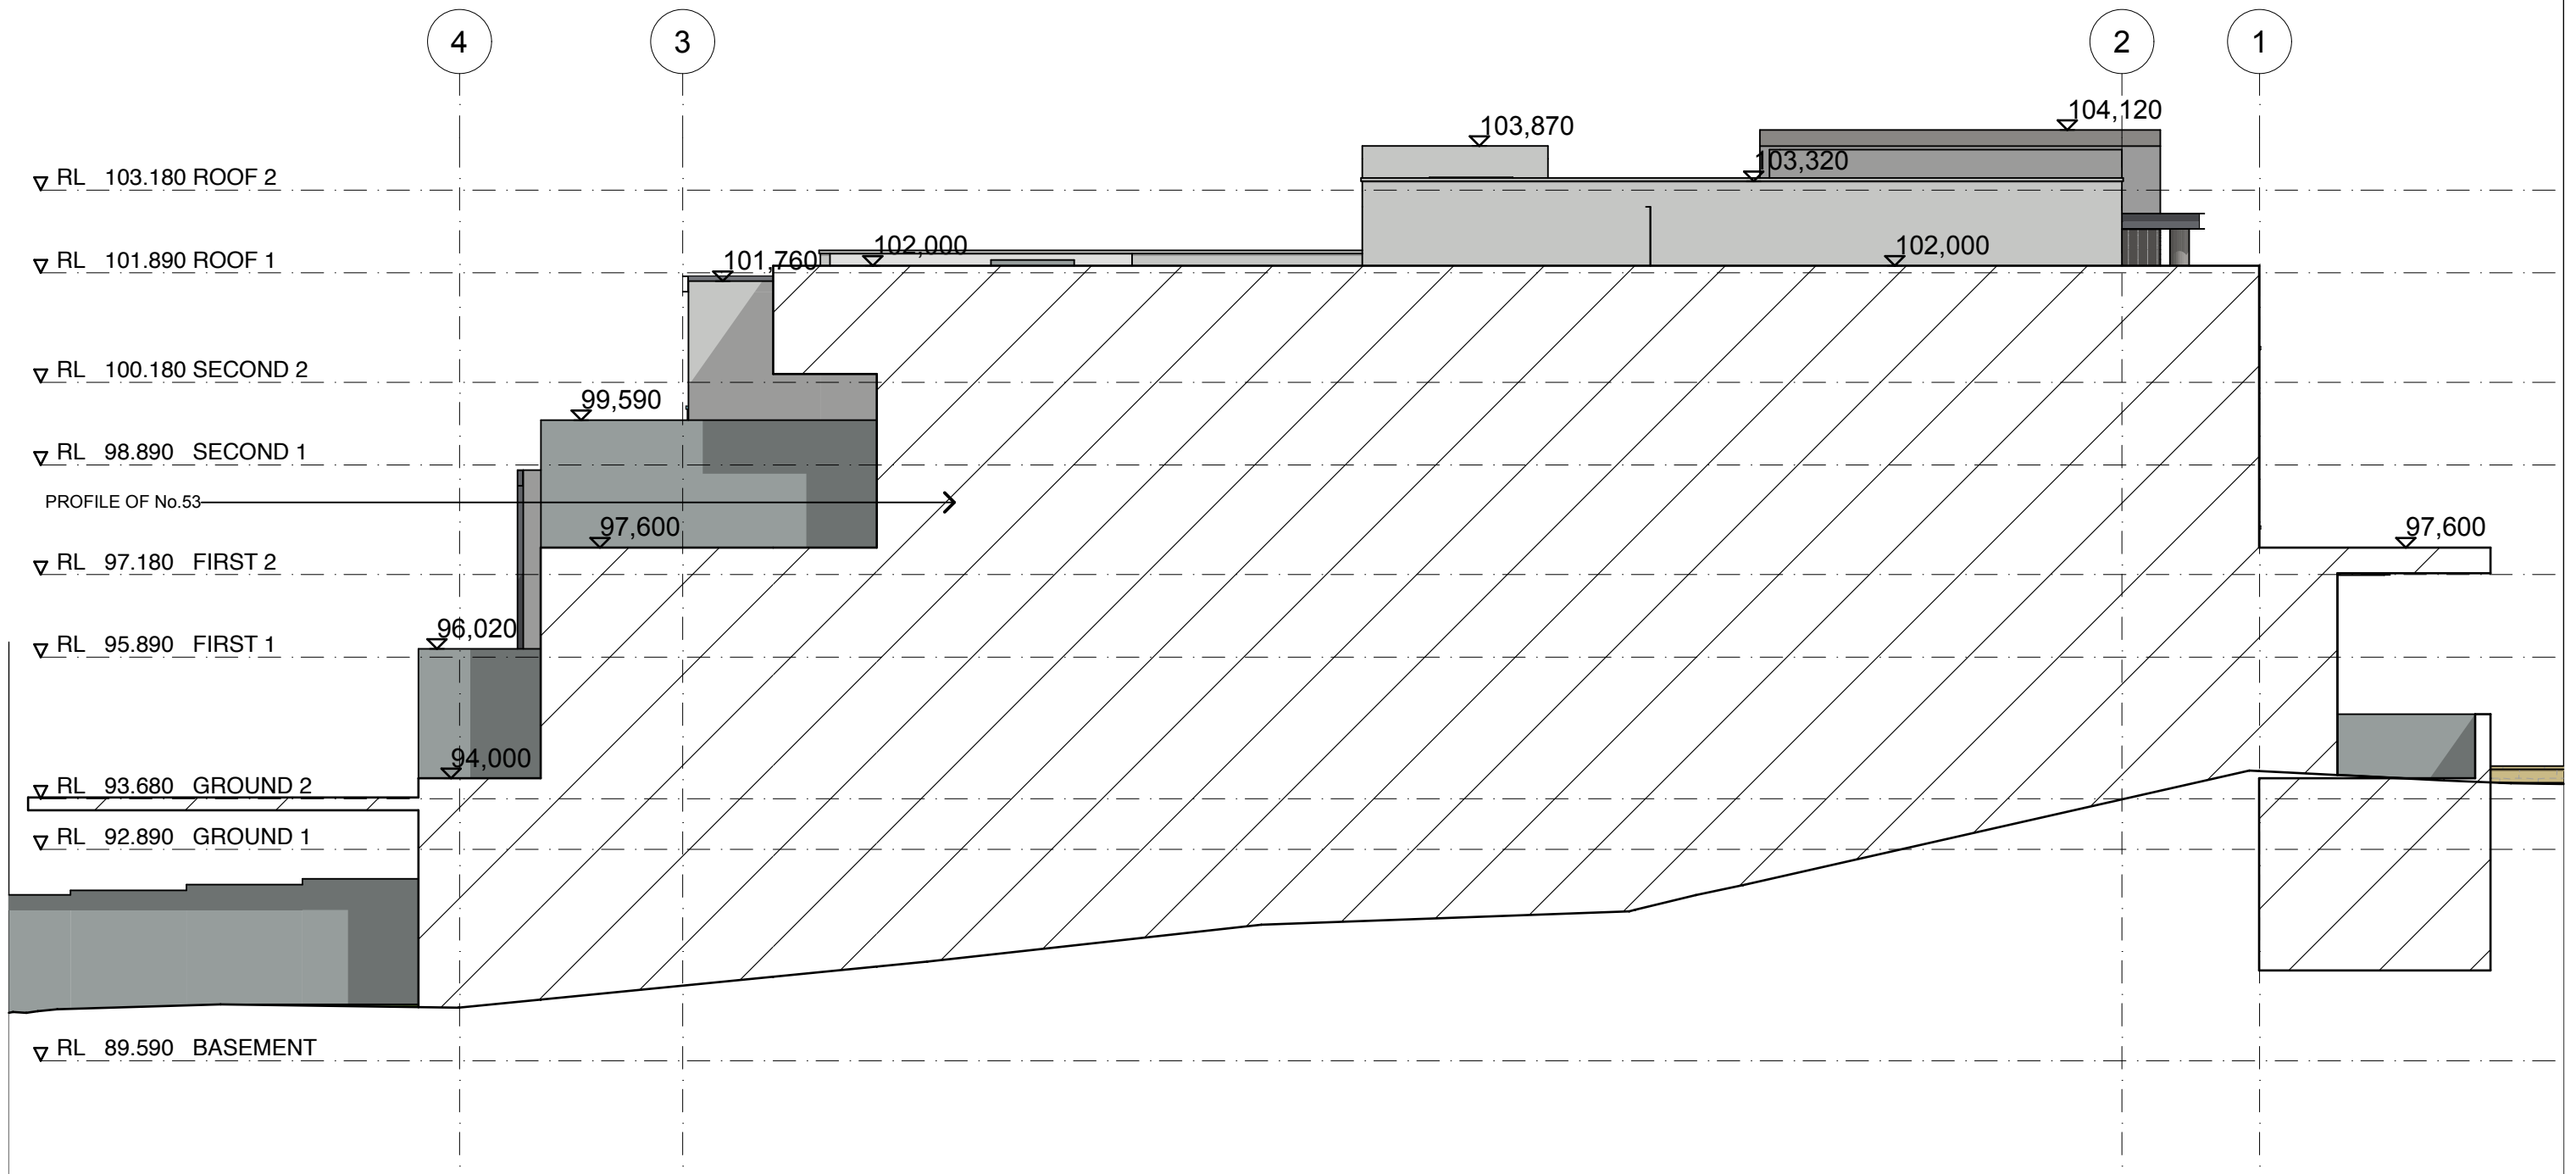 4
3
2
1
104,120
103,870
103,320
RL 103.180 ROOF 2
102,000
102,000
101,760
RL 101.890 ROOF 1
RL 100.180 SECOND 2
99,590
RL 98.890 SECOND 1
PROFILE OF No.53
97,600
97,600
RL 97.180 FIRST 2
96,020
RL 95.890 FIRST 1
94,000
RL 93.680 GROUND 2
RL 92.890 GROUND 1
RL 89.590 BASEMENT